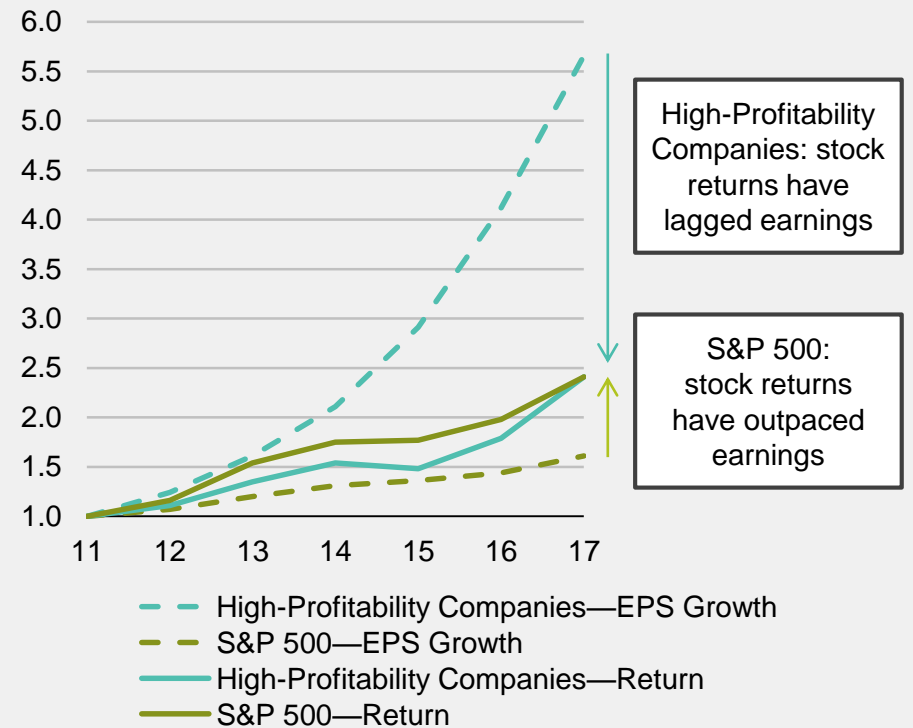 6.0
5.5
5.0
4.5
4.0
3.5
3.0
2.5
2.0
1.5
1.0
11 12 13 14 15 16 17
High-Profitability
Companies: stock
returns have
lagged earnings
S&P 500:
stock returns
have outpaced
earnings
High-Profitability Companies—EPS Growth
S&P 500—EPS Growth
High-Profitability Companies—Return
S&P 500—Return